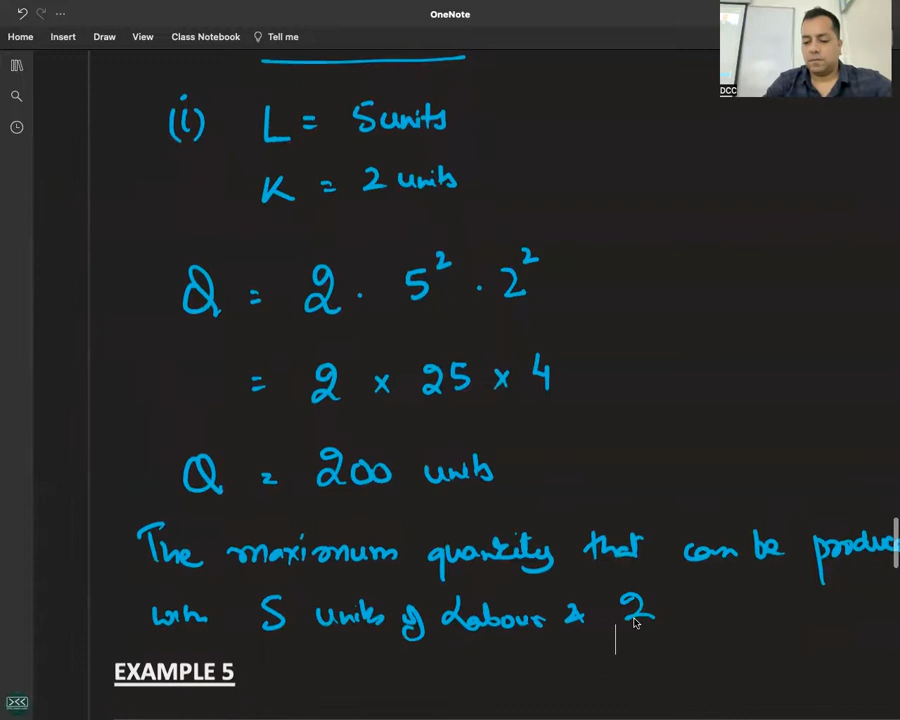 OneNote
Home Insert Draw View Class Notebook Tell me
DCC
(i) L = 5 units
K = 2 units
Q = 2 . 5² . 2²
= 2 × 25 × 4
Q = 200 units
The maximum quantity that can be produc
with 5 units of Labour & 2
EXAMPLE 5